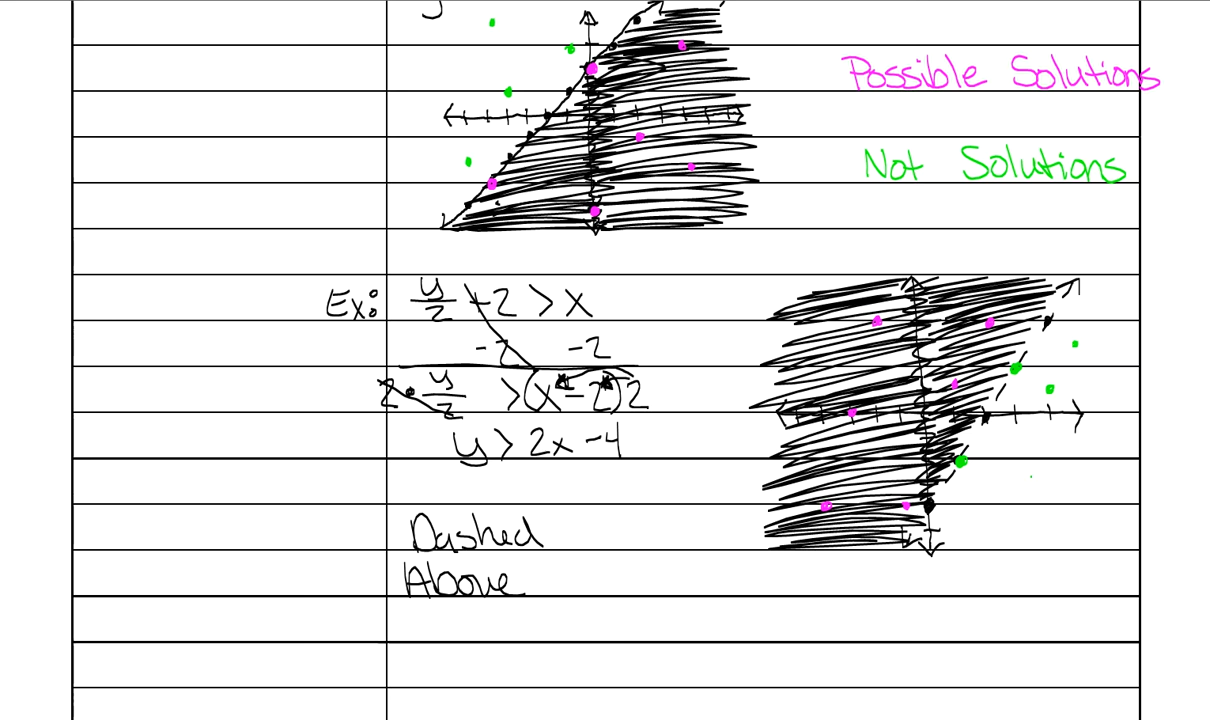 Possible Solutions
Not Solutions
Ex: y/2 + 2 > x
-2 -2
2 • y/2 > (x - 2)2
y > 2x - 4
Dashed
Above